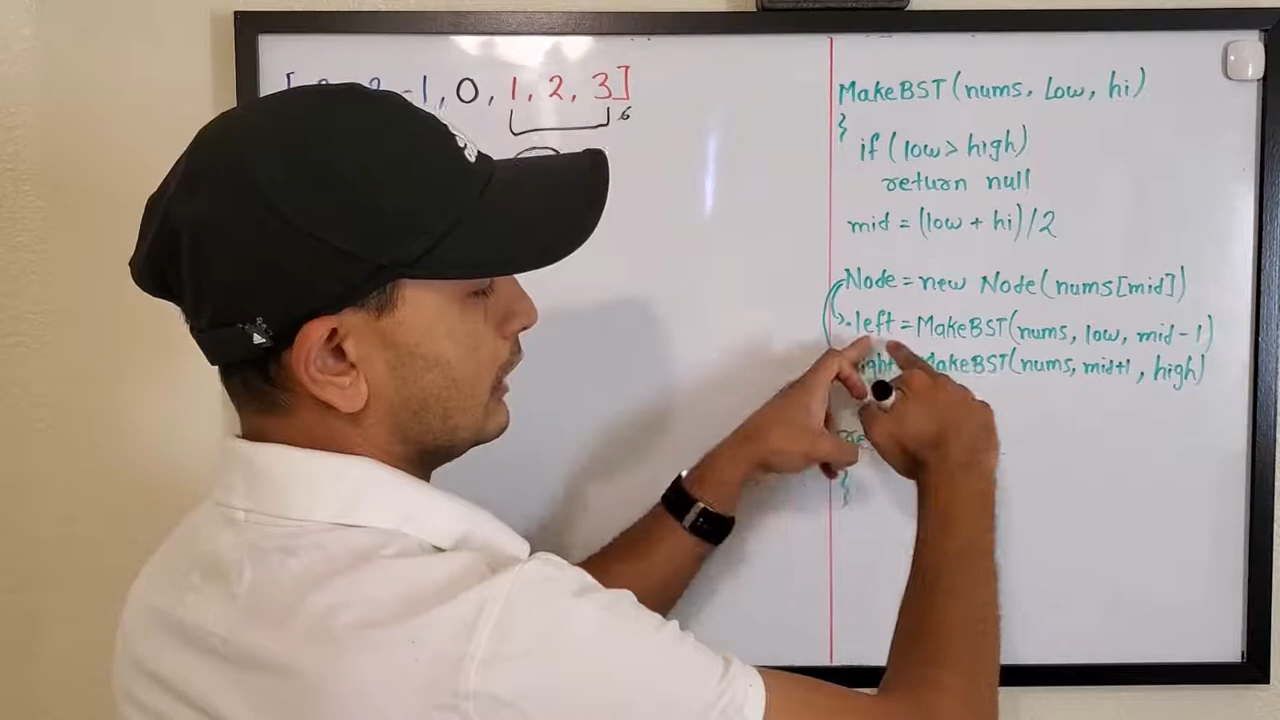 1, 0, 1, 2, 3]
6
MakeBST(nums, Low, hi)
{
if (low > high)
return null
mid = (low + hi)/2
Node = new Node(nums[mid])
.left = MakeBST(nums, low, mid-1)
MakeBST(nums, mid+1, high)
}